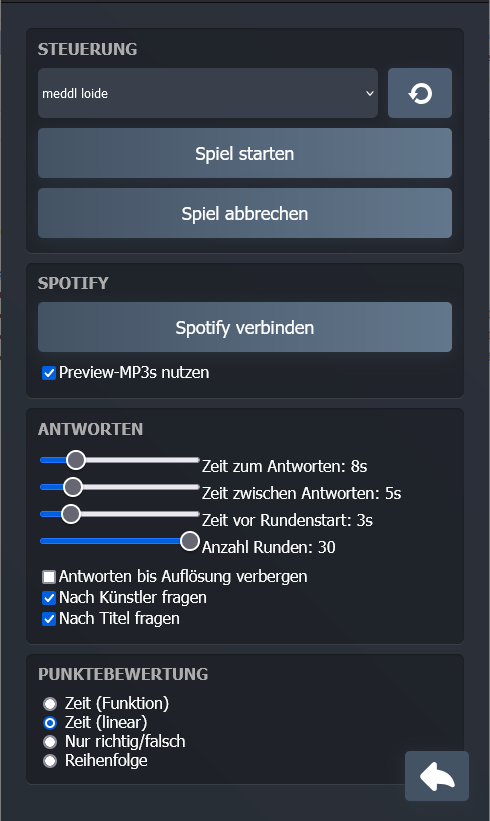 STEUERUNG
meddl loide
Spiel starten
Spiel abbrechen
SPOTIFY
Spotify verbinden
Preview-MP3s nutzen
ANTWORTEN
Zeit zum Antworten: 8s
Zeit zwischen Antworten: 5s
Zeit vor Rundenstart: 3s
Anzahl Runden: 30
Antworten bis Auflösung verbergen
Nach Künstler fragen
Nach Titel fragen
PUNKTEBEWERTUNG
Zeit (Funktion)
Zeit (linear)
Nur richtig/falsch
Reihenfolge